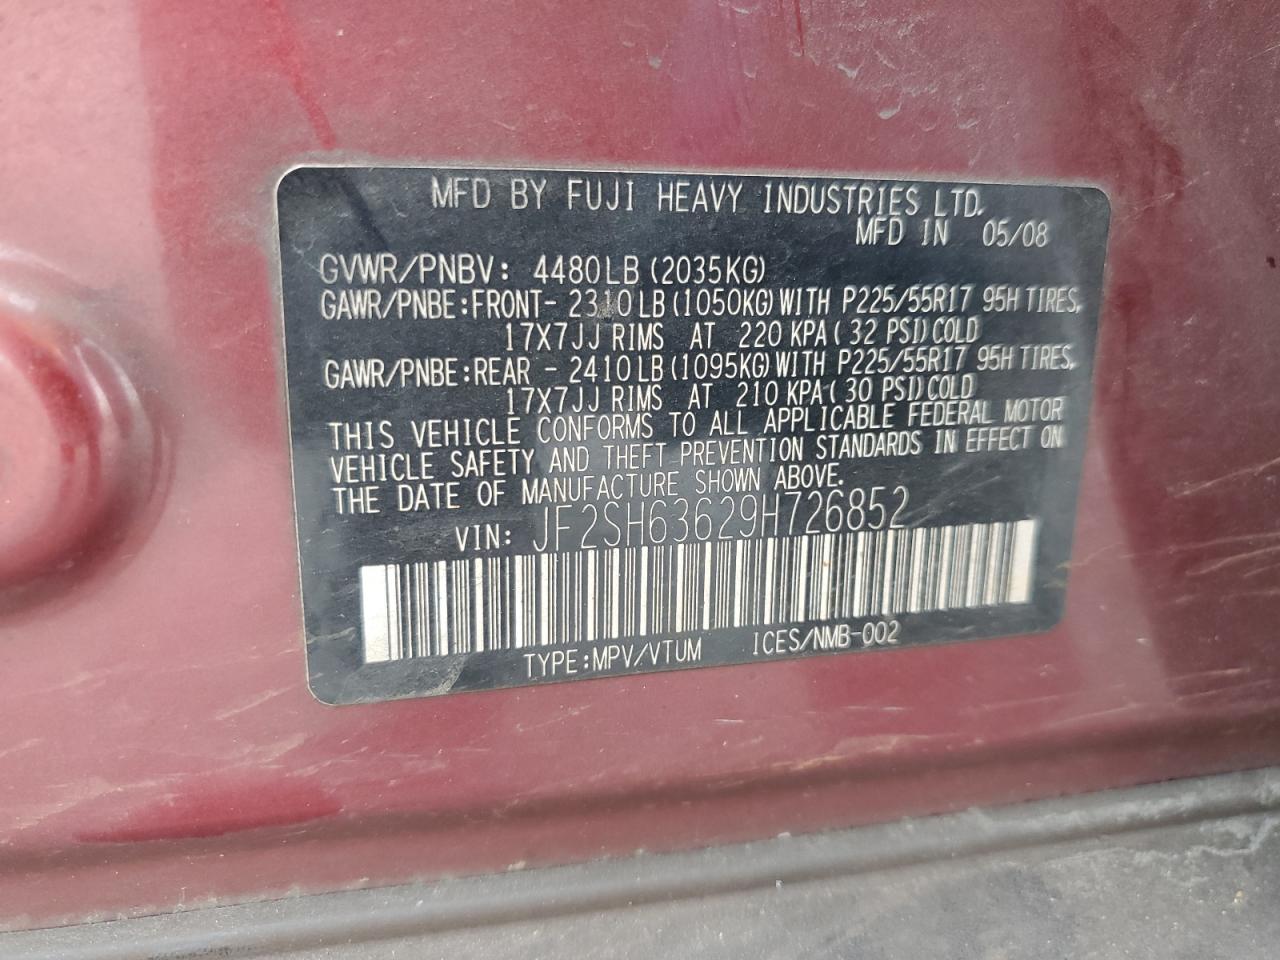 MFD BY FUJI HEAVY INDUSTRIES LTD.
MFD IN 05/08
GVWR/PNBV: 4480LB (2035KG)
GAWR/PNBE:FRONT- 2310LB (1050KG) WITH P225/55R17 95H TIRES,
17X7JJ RIMS AT 220 KPA ( 32 PSI) COLD
GAWR/PNBE:REAR - 2410LB (1095KG) WITH P225/55R17 95H TIRES,
17X7JJ RIMS AT 210 KPA ( 30 PSI) COLD
THIS VEHICLE CONFORMS TO ALL APPLICABLE FEDERAL MOTOR
VEHICLE SAFETY AND THEFT PREVENTION STANDARDS IN EFFECT ON
THE DATE OF MANUFACTURE SHOWN ABOVE.
VIN: JF2SH63629H726852
TYPE:MPV/VTUM ICES/NMB-002